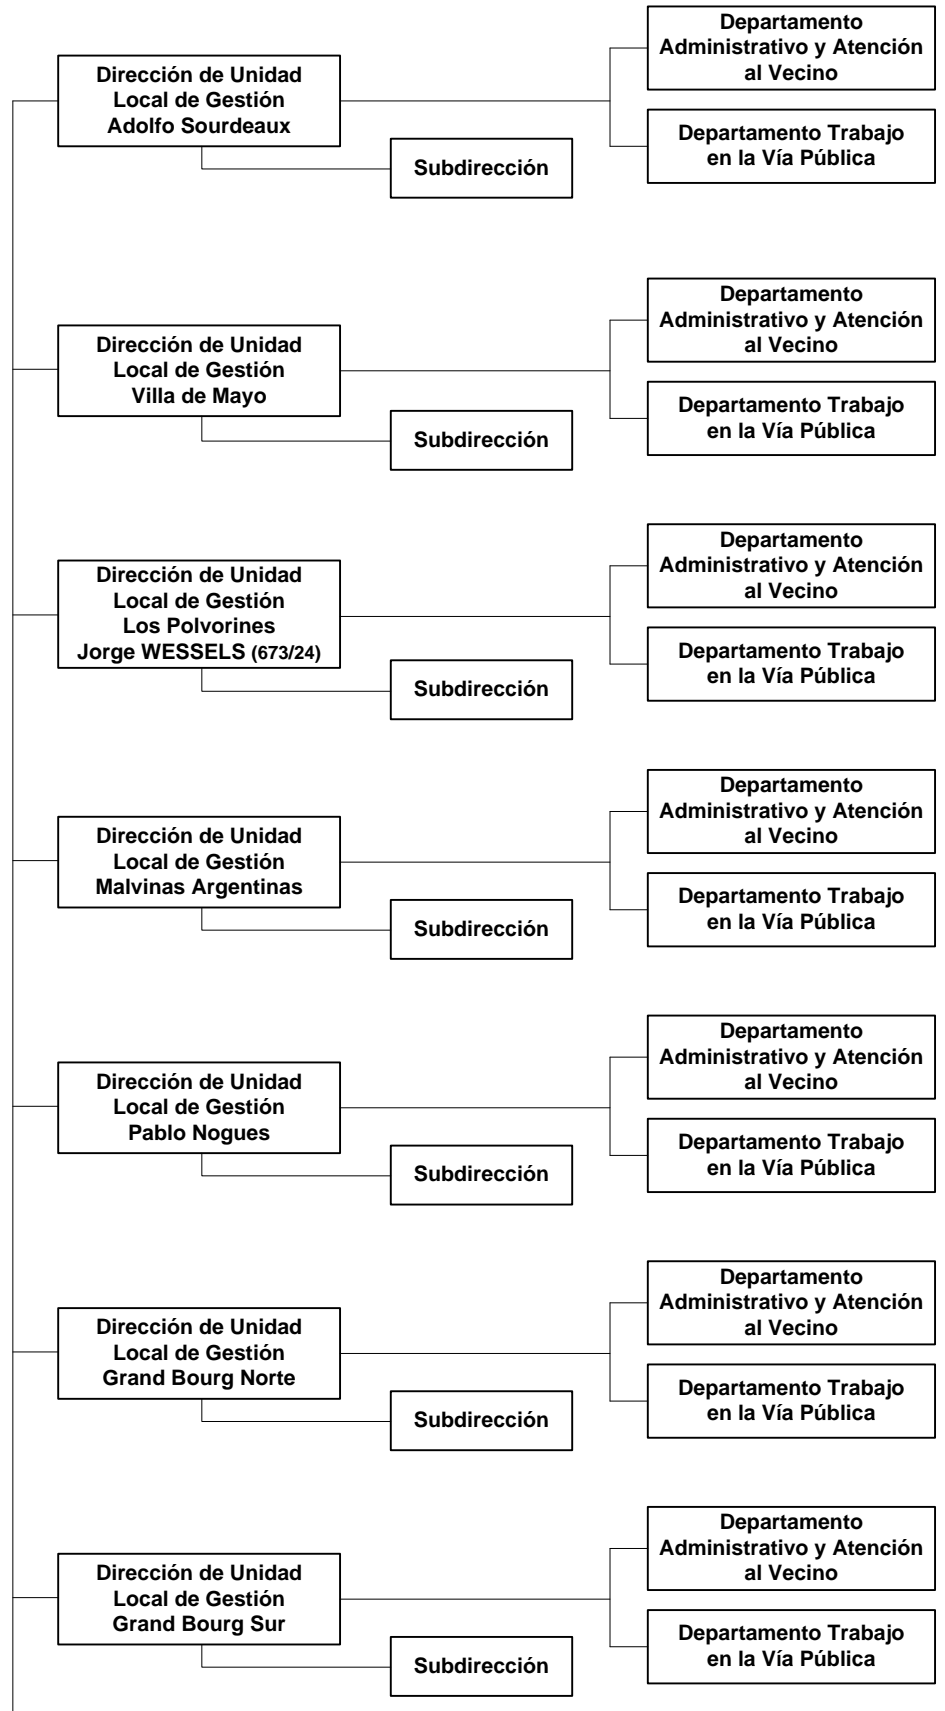 Dirección de Unidad
Local de Gestión
Adolfo Sourdeaux
Departamento
Administrativo y Atención
al Vecino
Departamento Trabajo
en la Vía Pública
Subdirección
Dirección de Unidad
Local de Gestión
Villa de Mayo
Departamento
Administrativo y Atención
al Vecino
Departamento Trabajo
en la Vía Pública
Subdirección
Dirección de Unidad
Local de Gestión
Los Polvorines
Jorge WESSELS (673/24)
Departamento
Administrativo y Atención
al Vecino
Departamento Trabajo
en la Vía Pública
Subdirección
Dirección de Unidad
Local de Gestión
Malvinas Argentinas
Departamento
Administrativo y Atención
al Vecino
Departamento Trabajo
en la Vía Pública
Subdirección
Dirección de Unidad
Local de Gestión
Pablo Nogues
Departamento
Administrativo y Atención
al Vecino
Departamento Trabajo
en la Vía Pública
Subdirección
Dirección de Unidad
Local de Gestión
Grand Bourg Norte
Departamento
Administrativo y Atención
al Vecino
Departamento Trabajo
en la Vía Pública
Subdirección
Dirección de Unidad
Local de Gestión
Grand Bourg Sur
Departamento
Administrativo y Atención
al Vecino
Departamento Trabajo
en la Vía Pública
Subdirección